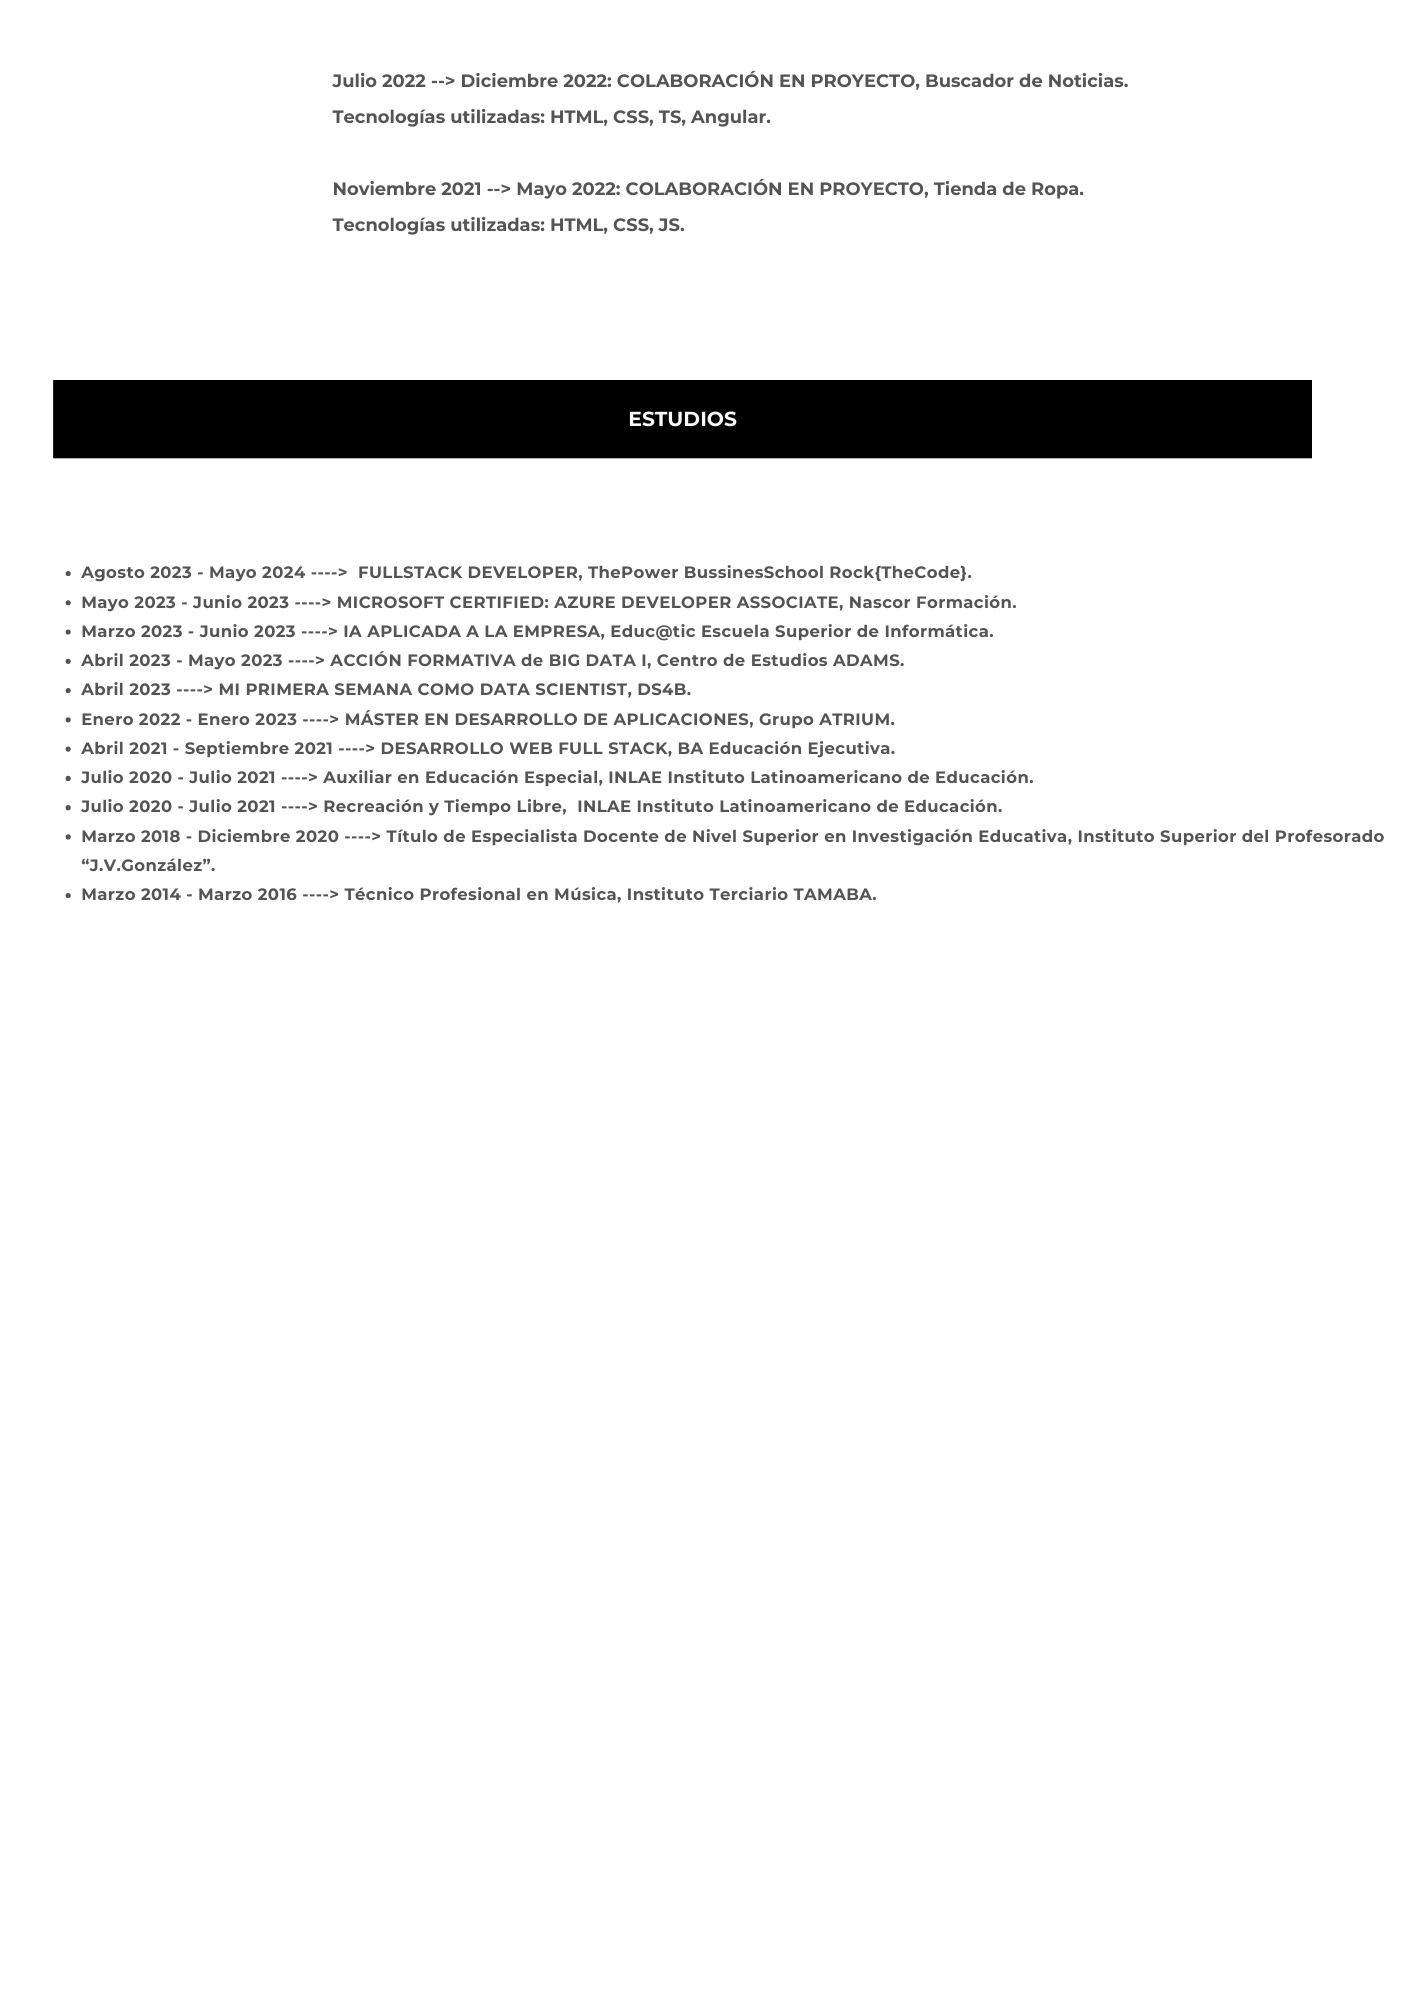 Julio 2022 --> Diciembre 2022: COLABORACIÓN EN PROYECTO, Buscador de Noticias.
Tecnologías utilizadas: HTML, CSS, TS, Angular.
Noviembre 2021 --> Mayo 2022: COLABORACIÓN EN PROYECTO, Tienda de Ropa.
Tecnologías utilizadas: HTML, CSS, JS.
ESTUDIOS
• Agosto 2023 - Mayo 2024 ----> FULLSTACK DEVELOPER, ThePower BussinesSchool Rock{TheCode}.
• Mayo 2023 - Junio 2023 ----> MICROSOFT CERTIFIED: AZURE DEVELOPER ASSOCIATE, Nascor Formación.
• Marzo 2023 - Junio 2023 ----> IA APLICADA A LA EMPRESA, Educ@tic Escuela Superior de Informática.
• Abril 2023 - Mayo 2023 ----> ACCIÓN FORMATIVA de BIG DATA I, Centro de Estudios ADAMS.
• Abril 2023 ----> MI PRIMERA SEMANA COMO DATA SCIENTIST, DS4B.
• Enero 2022 - Enero 2023 ----> MÁSTER EN DESARROLLO DE APLICACIONES, Grupo ATRIUM.
• Abril 2021 - Septiembre 2021 ----> DESARROLLO WEB FULL STACK, BA Educación Ejecutiva.
• Julio 2020 - Julio 2021 ----> Auxiliar en Educación Especial, INLAE Instituto Latinoamericano de Educación.
• Julio 2020 - Julio 2021 ----> Recreación y Tiempo Libre, INLAE Instituto Latinoamericano de Educación.
• Marzo 2018 - Diciembre 2020 ----> Título de Especialista Docente de Nivel Superior en Investigación Educativa, Instituto Superior del Profesorado
“J.V.González”.
• Marzo 2014 - Marzo 2016 ----> Técnico Profesional en Música, Instituto Terciario TAMABA.